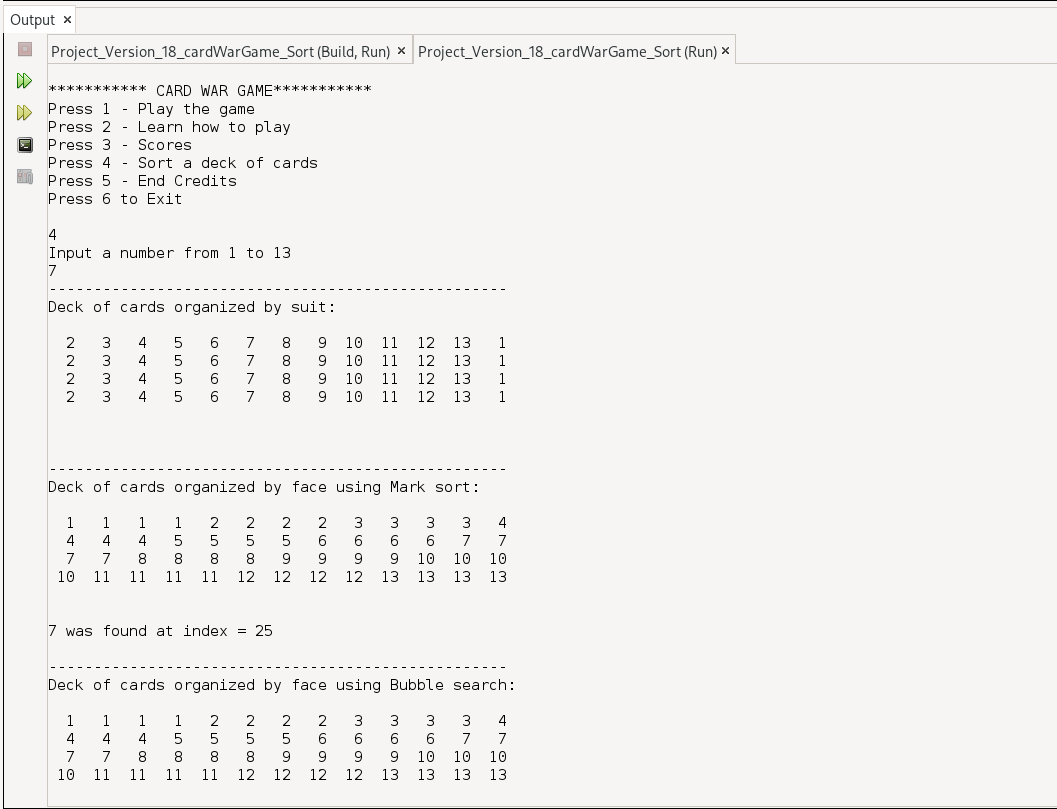 Output ×
Project_Version_18_cardWarGame_Sort (Build, Run) × Project_Version_18_cardWarGame_Sort (Run) ×
*********** CARD WAR GAME***********
Press 1 - Play the game
Press 2 - Learn how to play
Press 3 - Scores
Press 4 - Sort a deck of cards
Press 5 - End Credits
Press 6 to Exit
4
Input a number from 1 to 13
7
---------------------------------------------------
Deck of cards organized by suit:
2 3 4 5 6 7 8 9 10 11 12 13 1
2 3 4 5 6 7 8 9 10 11 12 13 1
2 3 4 5 6 7 8 9 10 11 12 13 1
2 3 4 5 6 7 8 9 10 11 12 13 1
---------------------------------------------------
Deck of cards organized by face using Mark sort:
1 1 1 1 2 2 2 2 3 3 3 3 4
4 4 4 5 5 5 5 6 6 6 6 7 7
7 7 8 8 8 8 9 9 9 9 10 10 10
10 11 11 11 11 12 12 12 12 13 13 13 13
7 was found at index = 25
---------------------------------------------------
Deck of cards organized by face using Bubble search:
1 1 1 1 2 2 2 2 3 3 3 3 4
4 4 4 5 5 5 5 6 6 6 6 7 7
7 7 8 8 8 8 9 9 9 9 10 10 10
10 11 11 11 11 12 12 12 12 13 13 13 13